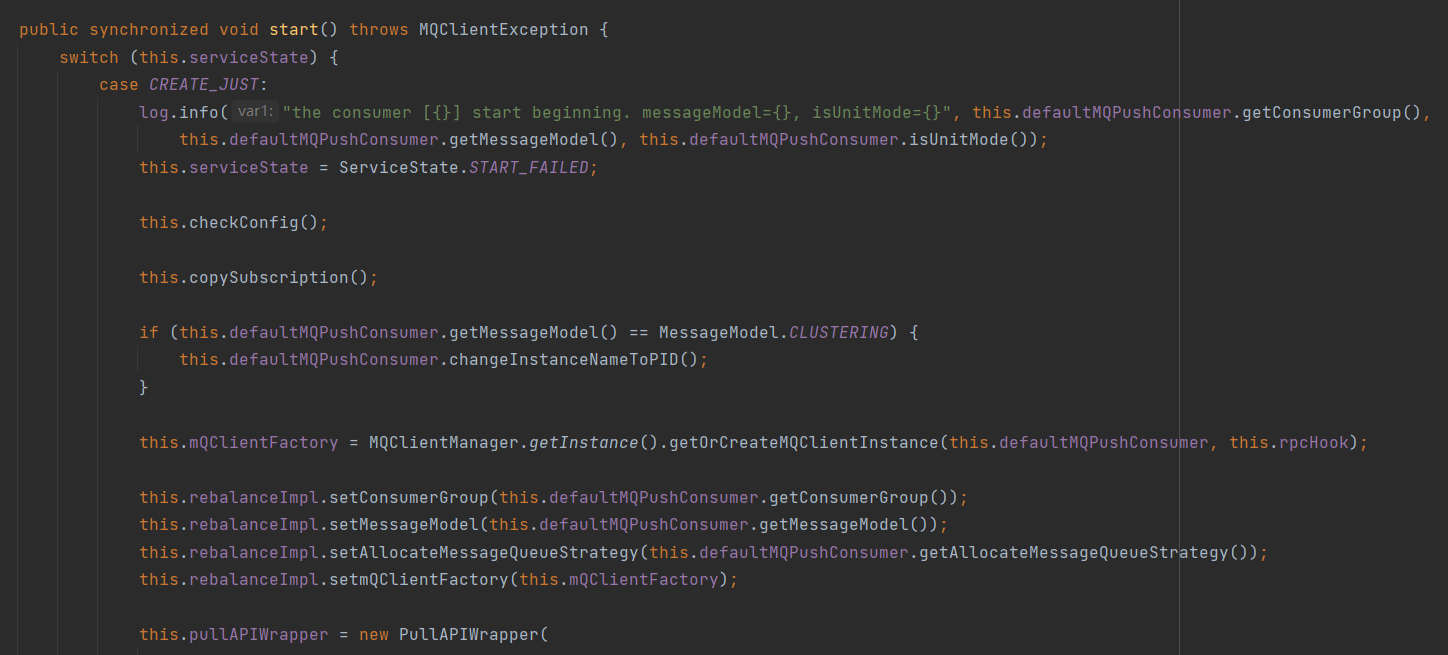 public synchronized void start() throws MQClientException {
switch (this.serviceState) {
case CREATE_JUST:
log.info( var1: "the consumer [{}] start beginning. messageModel={}, isUnitMode={}", this.defaultMQPushConsumer.getConsumerGroup(),
this.defaultMQPushConsumer.getMessageModel(), this.defaultMQPushConsumer.isUnitMode());
this.serviceState = ServiceState.START_FAILED;
this.checkConfig();
this.copySubscription();
if (this.defaultMQPushConsumer.getMessageModel() == MessageModel.CLUSTERING) {
this.defaultMQPushConsumer.changeInstanceNameToPID();
}
this.mQClientFactory = MQClientManager.getInstance().getOrCreateMQClientInstance(this.defaultMQPushConsumer, this.rpcHook);
this.rebalanceImpl.setConsumerGroup(this.defaultMQPushConsumer.getConsumerGroup());
this.rebalanceImpl.setMessageModel(this.defaultMQPushConsumer.getMessageModel());
this.rebalanceImpl.setAllocateMessageQueueStrategy(this.defaultMQPushConsumer.getAllocateMessageQueueStrategy());
this.rebalanceImpl.setmQClientFactory(this.mQClientFactory);
this.pullAPIWrapper = new PullAPIWrapper(